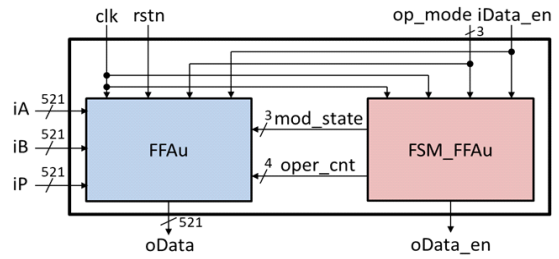 clk rstn op_mode iData_en
3
iA 521
iB 521
iP 521
FFAu
3 mod_state
4 oper_cnt
FSM_FFAu
521
oData
oData_en